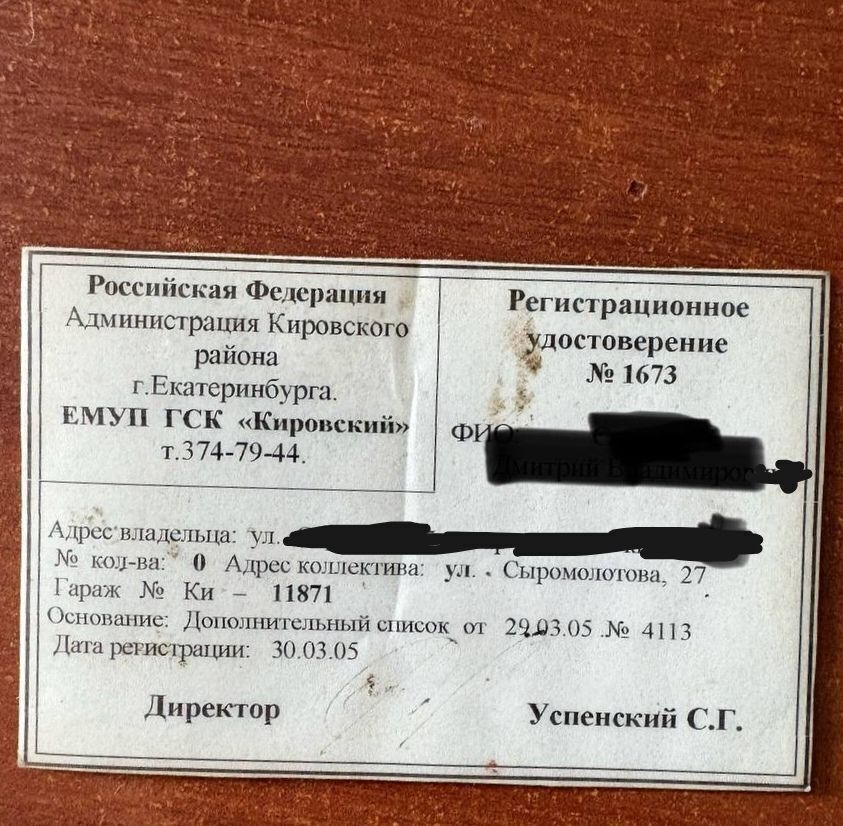 Российская Федерация
Администрация Кировского
района
г.Екатеринбурга.
ЕМУП ГСК «Кировский»
т.374-79-44.
Регистрационное
удостоверение
№ 1673
ФИО:
Адрес владельца: ул.
№ кол-ва: 0 Адрес коллектива: ул. Сыромолотова, 27
Гараж № Ки – 11871
Основание: Дополнительный список от 29.03.05 .№ 4113
Дата регистрации: 30.03.05
Директор
Успенский С.Г.